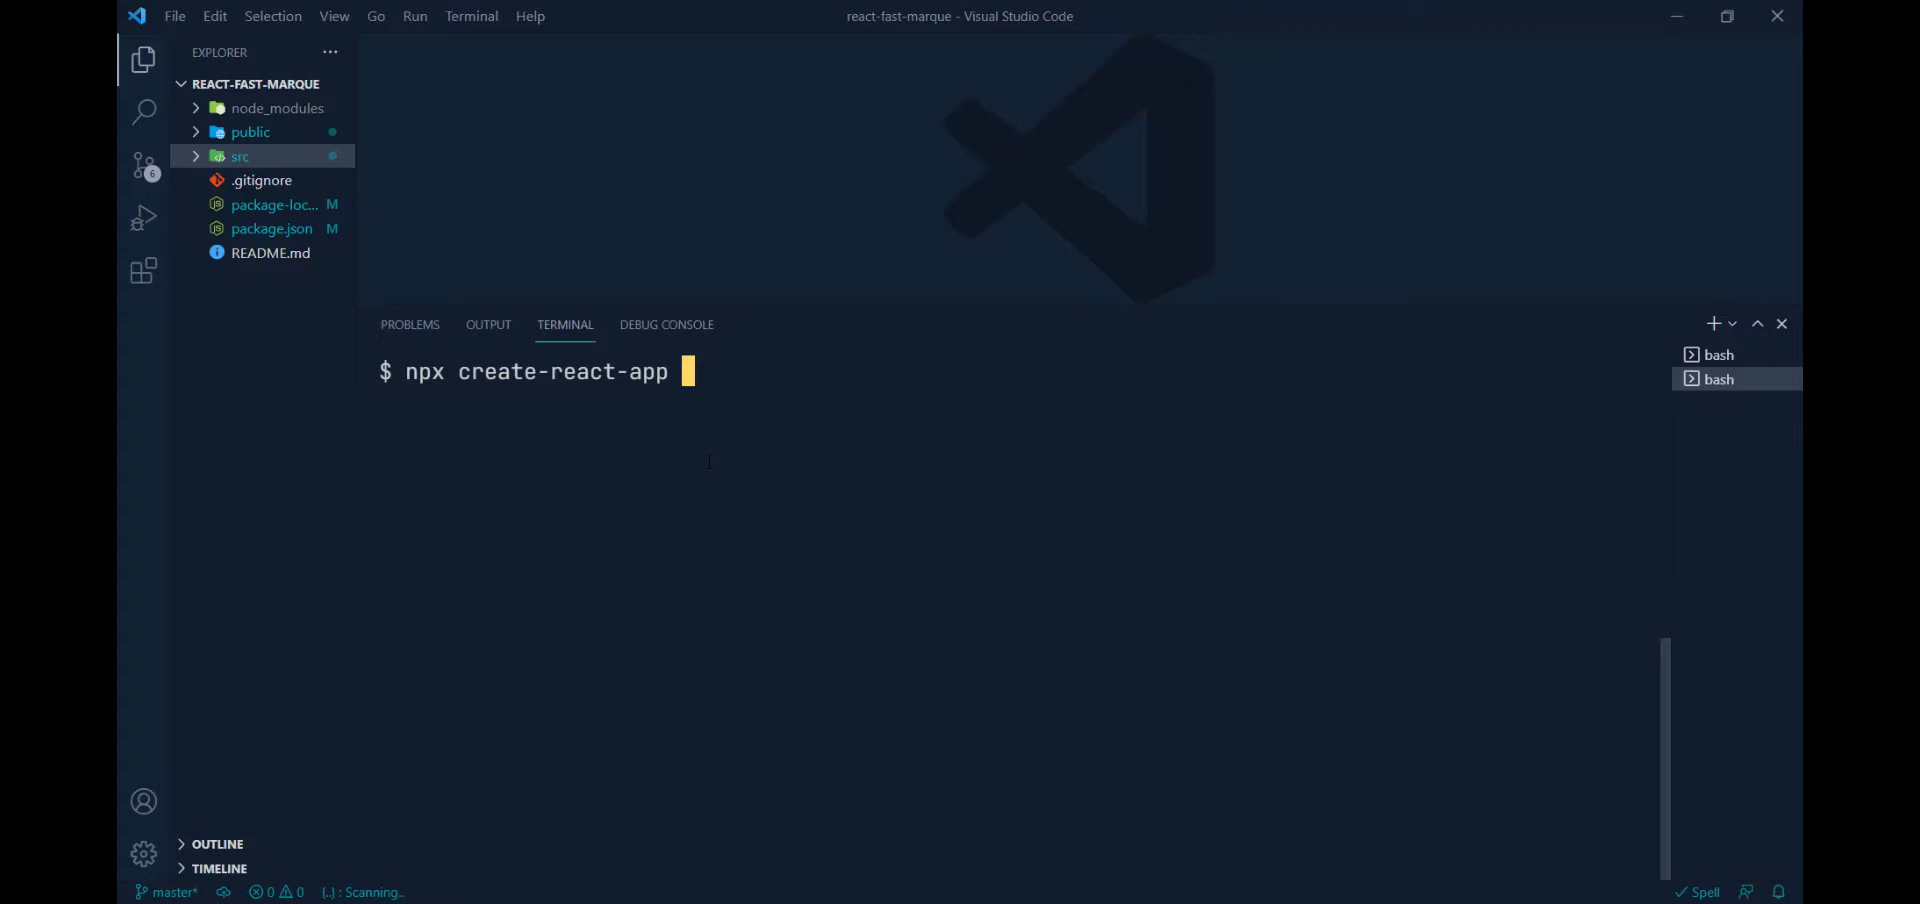 File Edit Selection View Go Run Terminal Help
react-fast-marque - Visual Studio Code
EXPLORER
REACT-FAST-MARQUE
node_modules
public
src
.gitignore
package-loc... M
package.json M
README.md
6
PROBLEMS OUTPUT TERMINAL DEBUG CONSOLE
$ npx create-react-app
bash
bash
OUTLINE
TIMELINE
master* 0 0 {..} : Scanning.. Spell